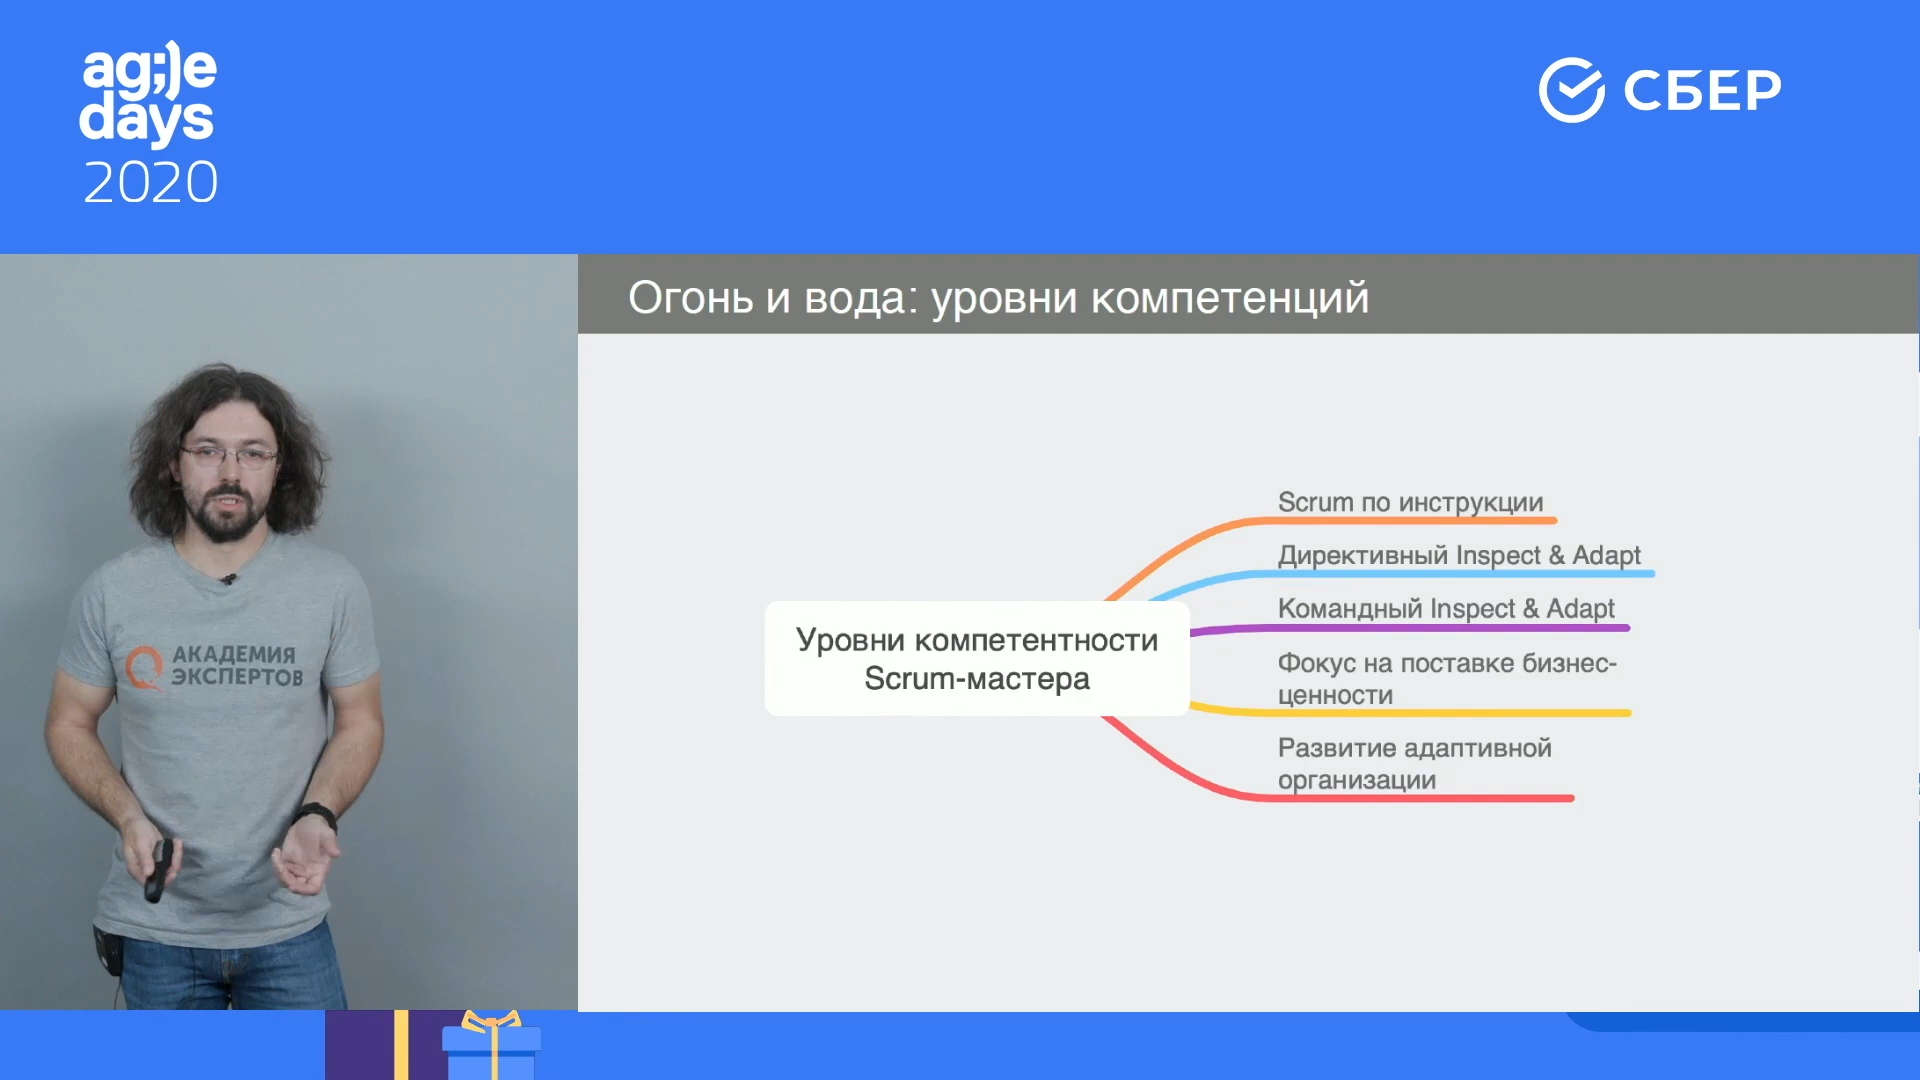 ag;le
days
2020
СБЕР
Огонь и вода: уровни компетенций
АКАДЕМИЯ
ЭКСПЕРТОВ
Уровни компетентности
Scrum-мастера
Scrum по инструкции
Директивный Inspect & Adapt
Командный Inspect & Adapt
Фокус на поставке бизнес-
ценности
Развитие адаптивной
организации